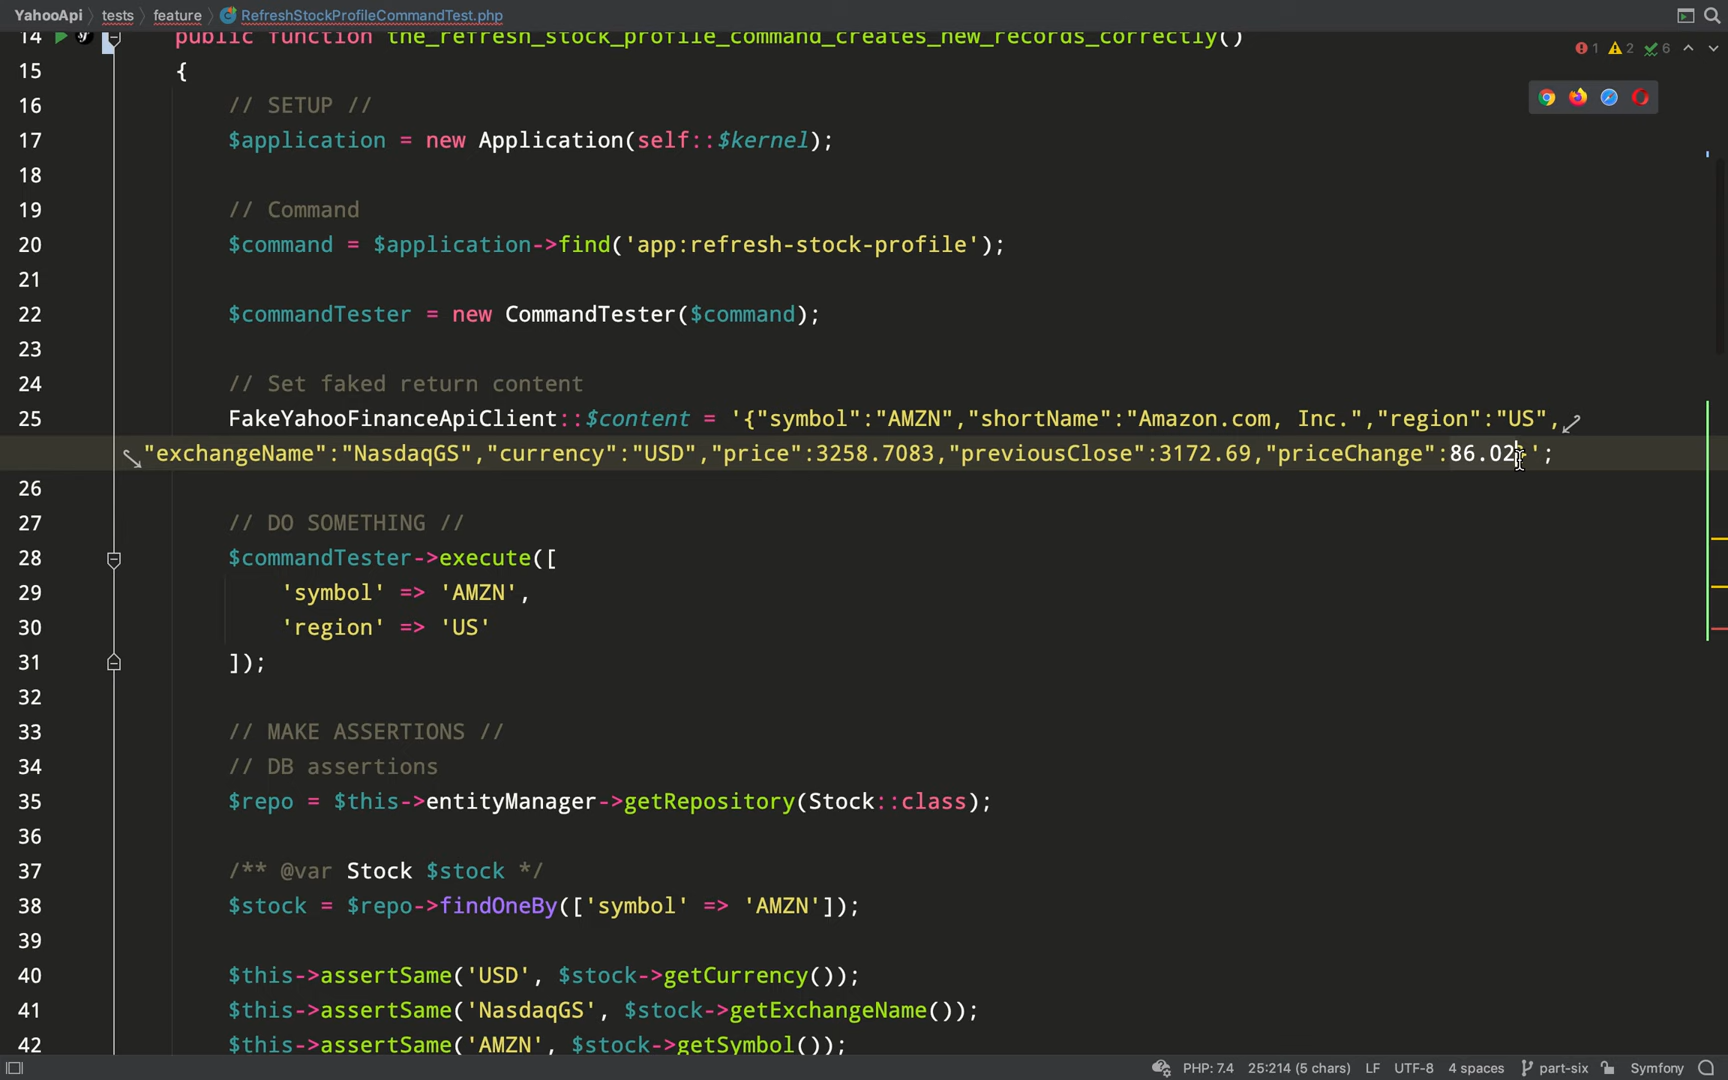 YahooApi tests feature RefreshStockProfileCommandTest.php
14 public function the_refresh_stock_profile_command_creates_new_records_correctly()
1 2 6
15 {
16 // SETUP //
17 $application = new Application(self::$kernel);
18
19 // Command
20 $command = $application->find('app:refresh-stock-profile');
21
22 $commandTester = new CommandTester($command);
23
24 // Set faked return content
25 FakeYahooFinanceApiClient::$content = '{"symbol":"AMZN","shortName":"Amazon.com, Inc.","region":"US",
"exchangeName":"NasdaqGS","currency":"USD","price":3258.7083,"previousClose":3172.69,"priceChange":86.02}';
26
27 // DO SOMETHING //
28 $commandTester->execute([
29 'symbol' => 'AMZN',
30 'region' => 'US'
31 ]);
32
33 // MAKE ASSERTIONS //
34 // DB assertions
35 $repo = $this->entityManager->getRepository(Stock::class);
36
37 /** @var Stock $stock */
38 $stock = $repo->findOneBy(['symbol' => 'AMZN']);
39
40 $this->assertSame('USD', $stock->getCurrency());
41 $this->assertSame('NasdaqGS', $stock->getExchangeName());
42 $this->assertSame('AMZN', $stock->getSymbol());
PHP: 7.4 25:214 (5 chars) LF UTF-8 4 spaces part-six Symfony